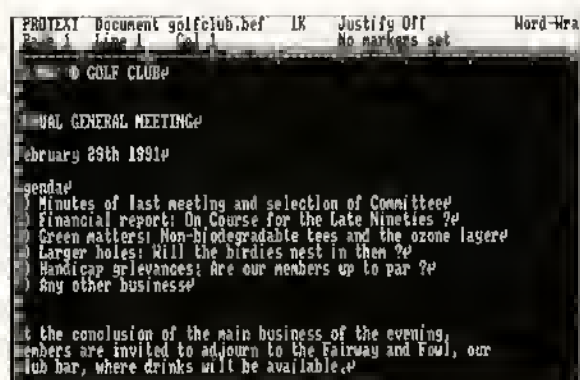 PROTEXT Document golfclub.bef 1K Justify Off Word-Wra
Page 1 Line 1 Col 1 No markers set
GOLF CLUB↵
UAL GENERAL MEETING↵
ebruary 29th 1991↵
genda↵
) Minutes of last meeting and selection of Committee↵
) Financial report: On Course for the Late Nineties ?↵
) Green matters: Non-biodegradable tees and the ozone layer↵
) Larger holes: Will the birdies nest in them ?↵
) Handicap grievances: Are our members up to par ?↵
) Any other business↵
t the conclusion of the main business of the evening,
embers are invited to adjourn to the Fairway and Fowl, our
lub bar, where drinks will be available.↵